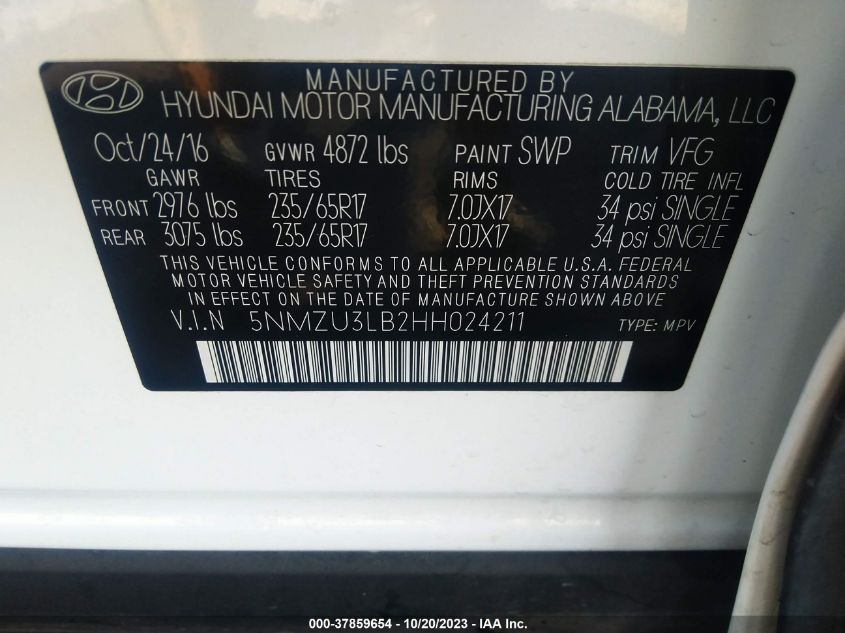 MANUFACTURED BY
HYUNDAI MOTOR MANUFACTURING ALABAMA, LLC
Oct/24/16 GVWR 4872 lbs PAINT SWP TRIM VFG
GAWR TIRES RIMS COLD TIRE INFL
FRONT 2976 lbs 235/65R17 7.0JX17 34 psi SINGLE
REAR 3075 lbs 235/65R17 7.0JX17 34 psi SINGLE
THIS VEHICLE CONFORMS TO ALL APPLICABLE U.S.A. FEDERAL
MOTOR VEHICLE SAFETY AND THEFT PREVENTION STANDARDS
IN EFFECT ON THE DATE OF MANUFACTURE SHOWN ABOVE
V.I.N 5NMZU3LB2HH024211 TYPE: MPV
000-37859654 - 10/20/2023 - IAA Inc.